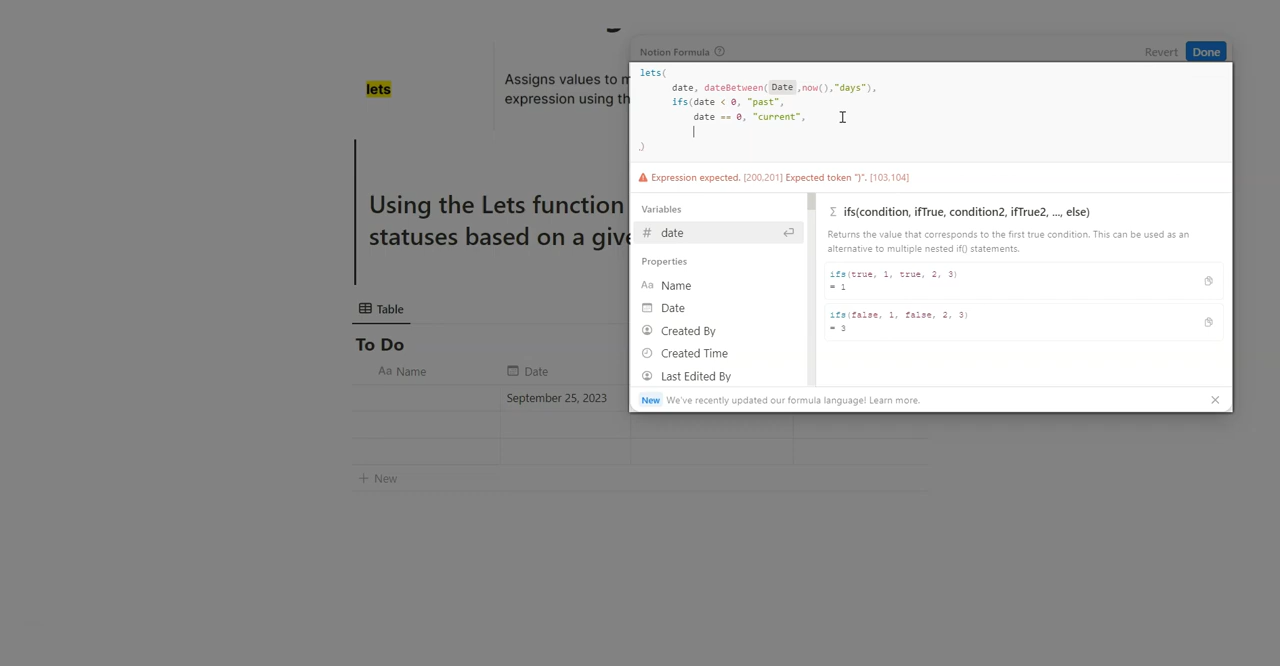 Notion Formula
Revert
Done
lets(
date, dateBetween(Date,now(),"days"),
ifs(date < 0, "past",
date == 0, "current",
)
Expression expected. [200,201] Expected token ")". [103,104]
lets
Assigns values to m
expression using th
Using the Lets function
statuses based on a give
Variables
date
Properties
Name
Date
Created By
Created Time
Last Edited By
ifs(condition, ifTrue, condition2, ifTrue2, ..., else)
Returns the value that corresponds to the first true condition. This can be used as an
alternative to multiple nested if() statements.
ifs(true, 1, true, 2, 3)
= 1
ifs(false, 1, false, 2, 3)
= 3
New We've recently updated our formula language! Learn more.
Table
To Do
Aa Name
Date
September 25, 2023
+ New